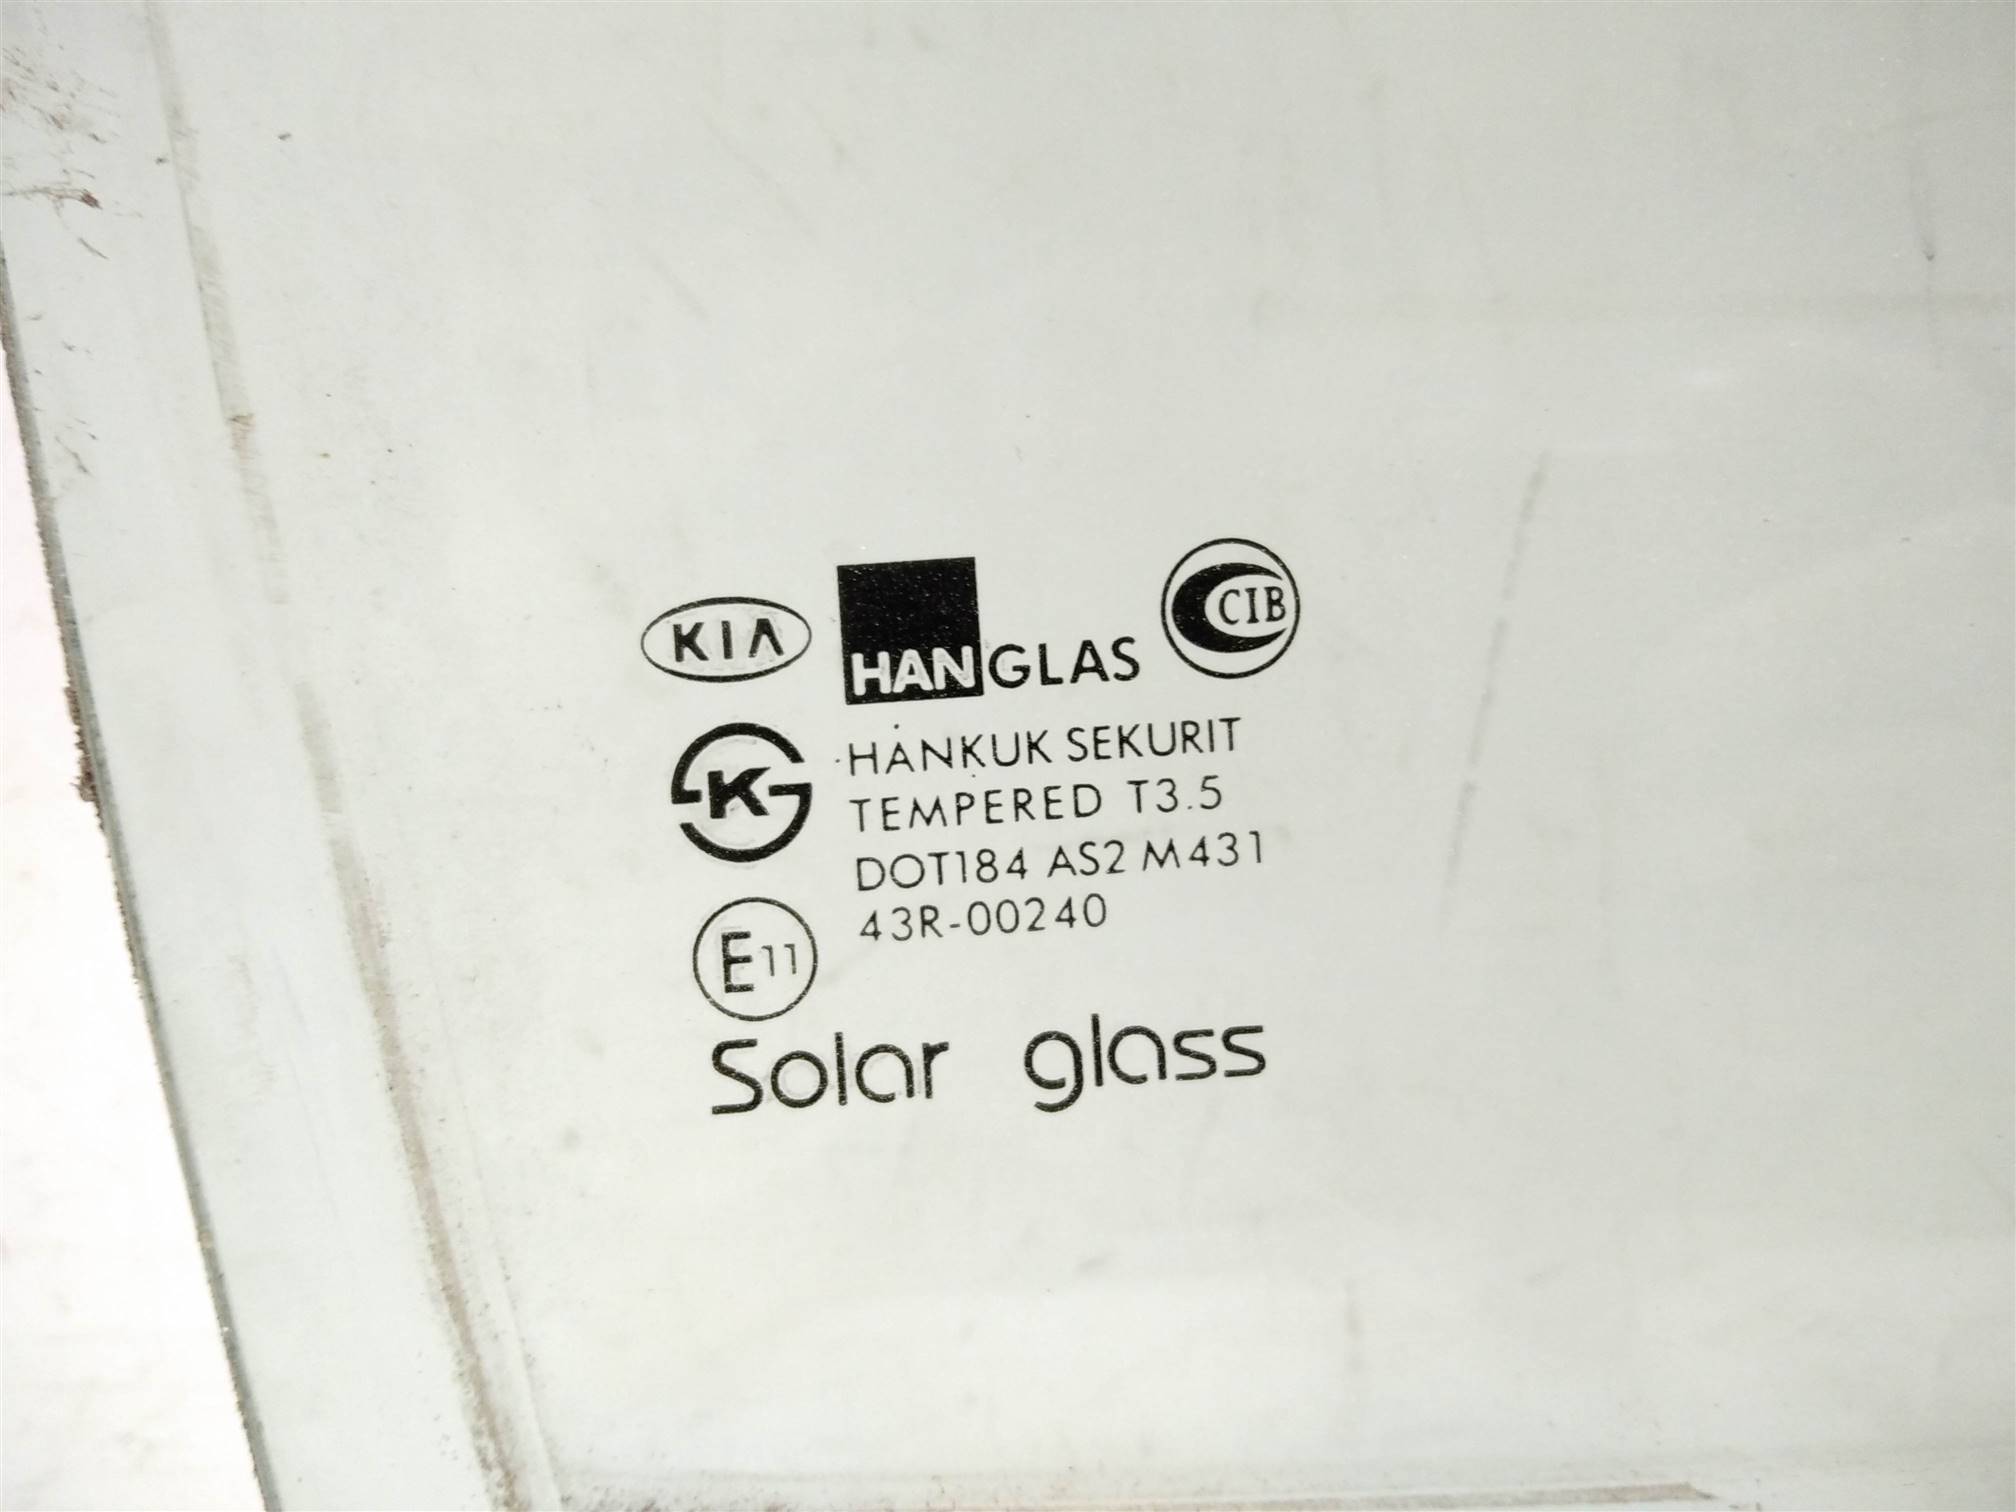 KIA HANGLAS CIB
HANKUK SEKURIT
TEMPERED T3.5
K
DOT184 AS2 M431
43R-00240
E11
Solar glass